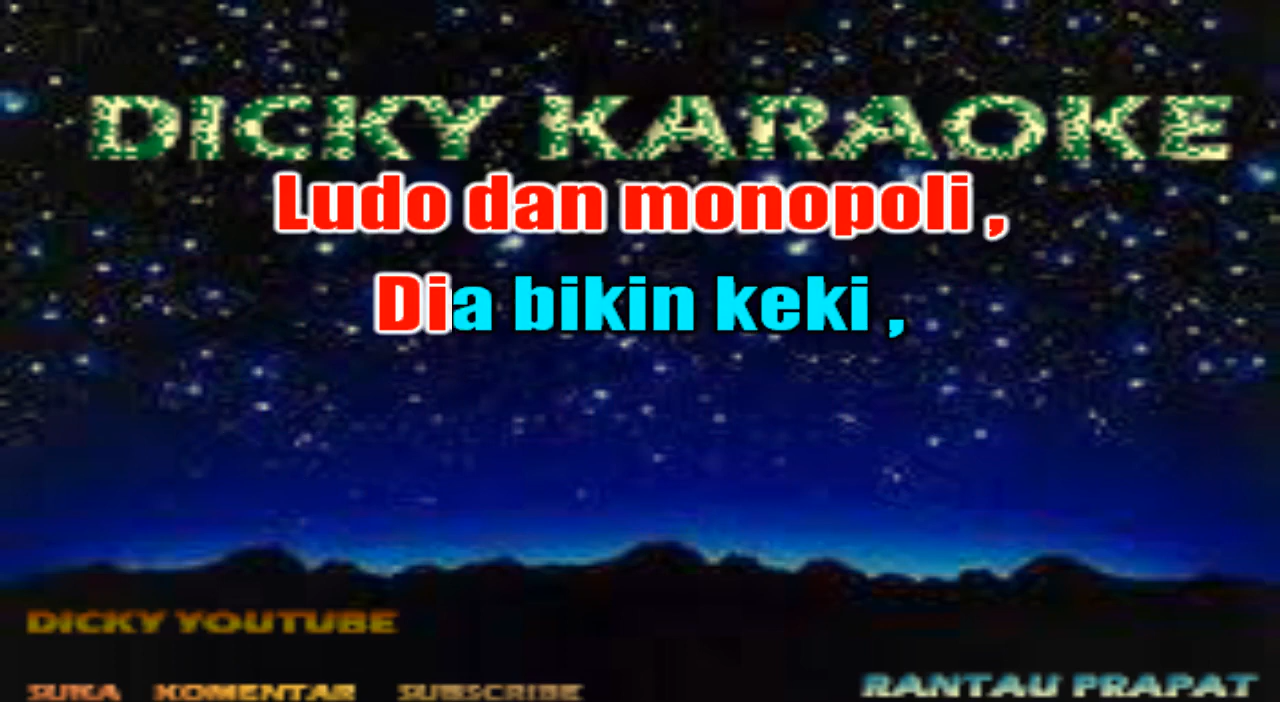 DICKY KARAOKE
Ludo dan monopoli ,
Dia bikin keki ,
DICKY YOUTUBE
SUKA KOMENTAR SUBSCRIBE
RANTAU PRAPAT